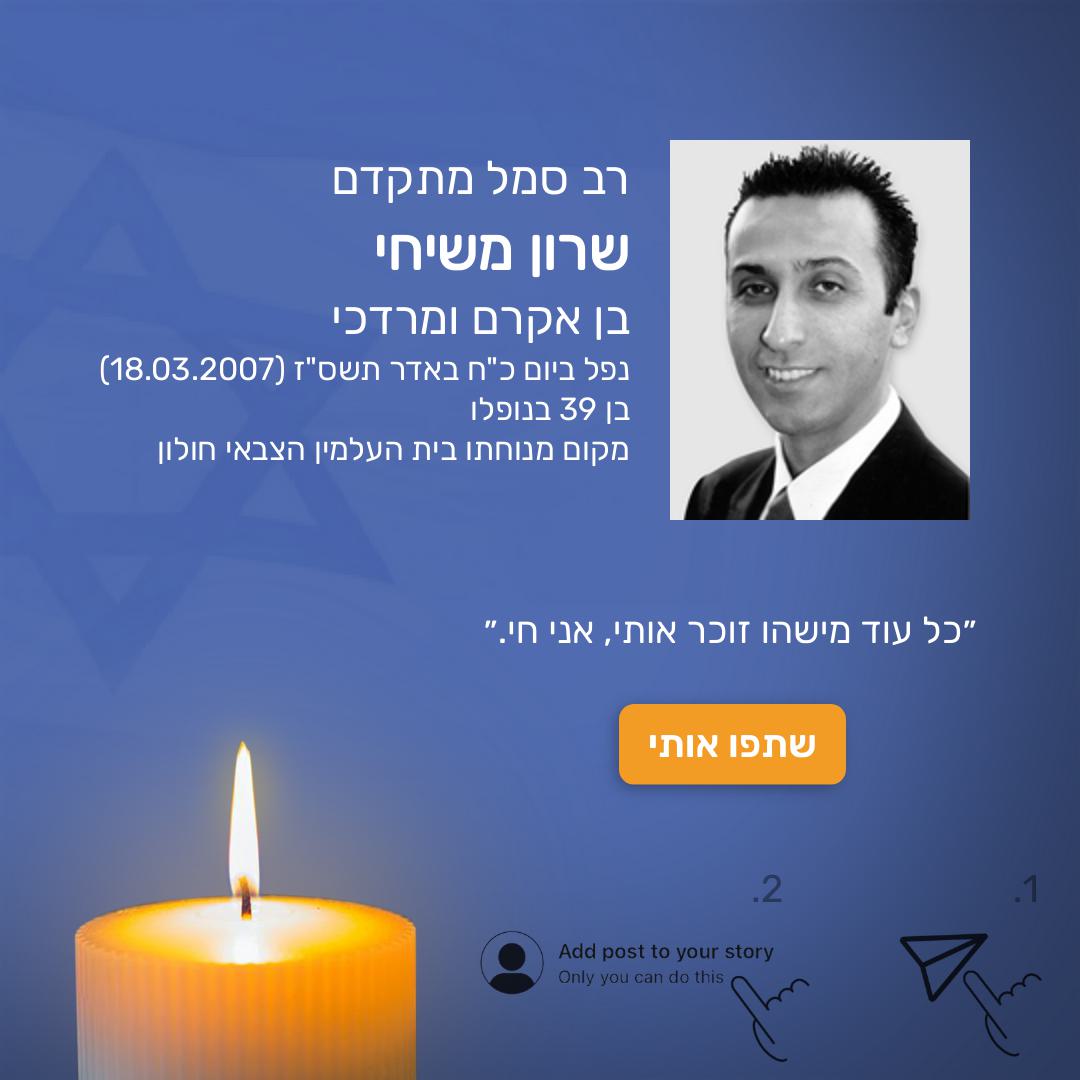 רב סמל מתקדם
שרון משיחי
בן אקרם ומרדכי
נפל ביום כ"ח באדר תשס"ז (18.03.2007)
בן 39 בנופלו
מקום מנוחתו בית העלמין הצבאי חולון
״כל עוד מישהו זוכר אותי, אני חי.״
שתפו אותי
1.
2.
Add post to your story
Only you can do this